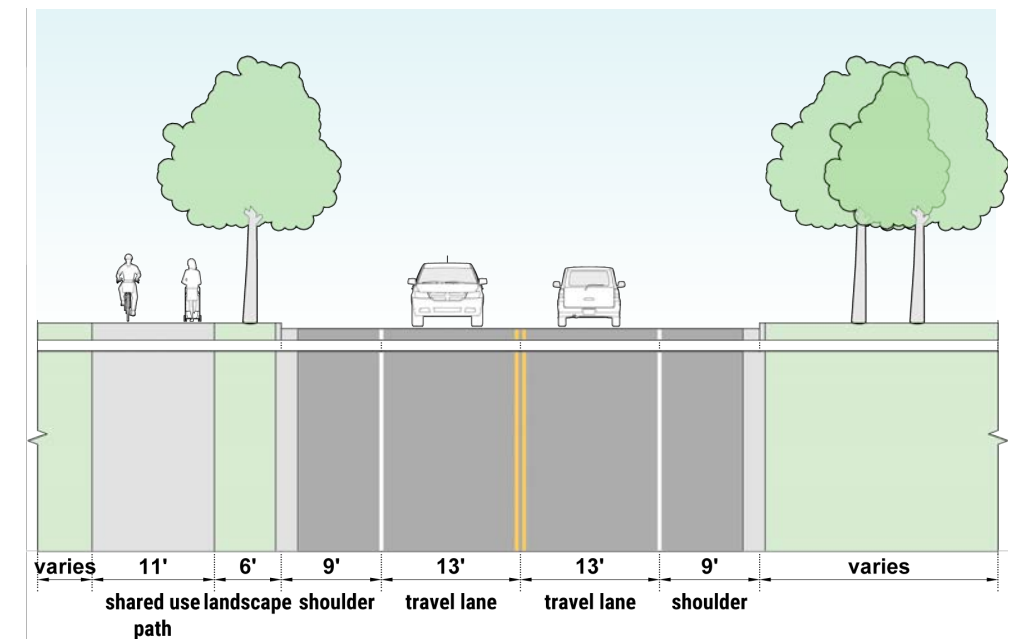 varies 11' 6' 9' 13' 13' 9' varies
shared use landscape shoulder travel lane travel lane shoulder
path